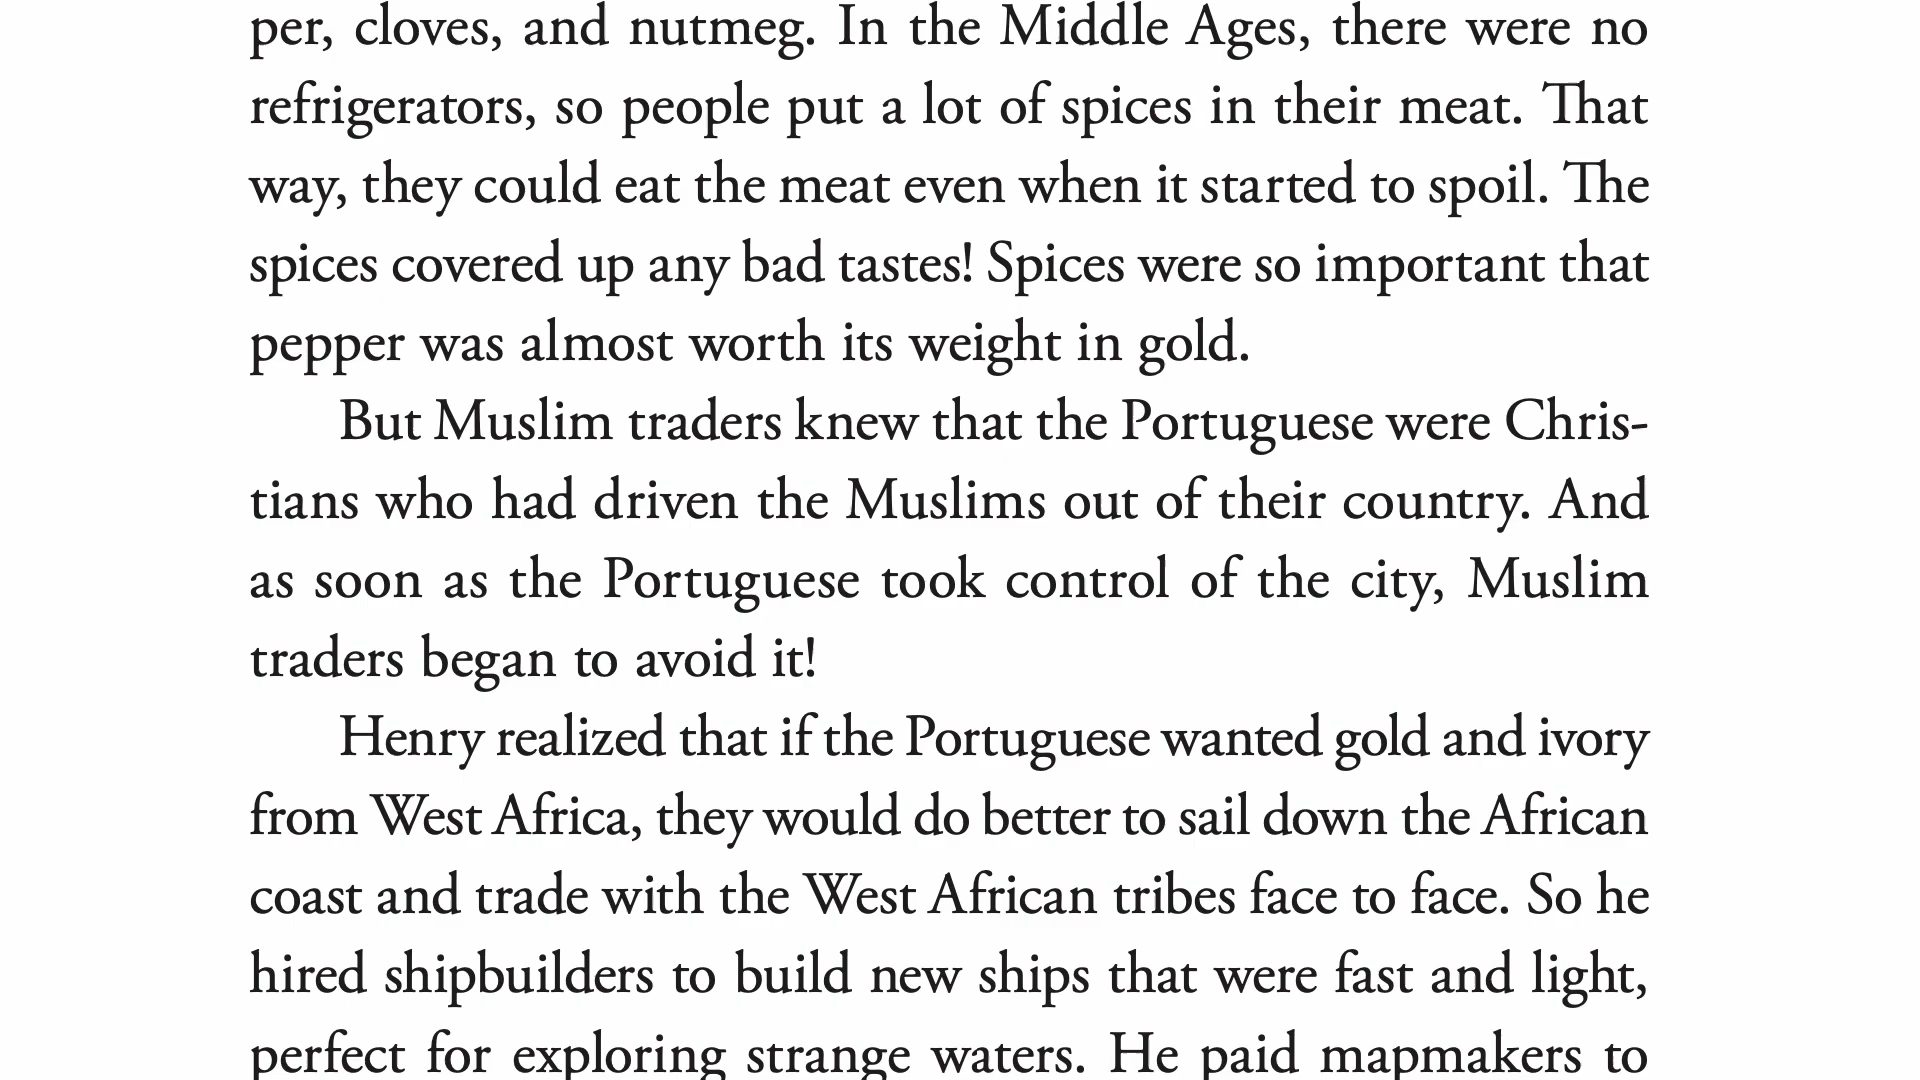 per, cloves, and nutmeg. In the Middle Ages, there were no
refrigerators, so people put a lot of spices in their meat. That
way, they could eat the meat even when it started to spoil. The
spices covered up any bad tastes! Spices were so important that
pepper was almost worth its weight in gold.
But Muslim traders knew that the Portuguese were Chris-
tians who had driven the Muslims out of their country. And
as soon as the Portuguese took control of the city, Muslim
traders began to avoid it!
Henry realized that if the Portuguese wanted gold and ivory
from West Africa, they would do better to sail down the African
coast and trade with the West African tribes face to face. So he
hired shipbuilders to build new ships that were fast and light,
perfect for exploring strange waters. He paid mapmakers to